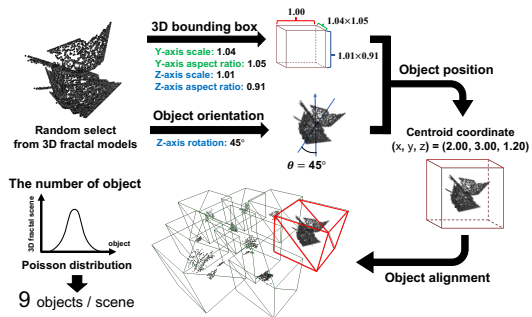 3D bounding box
Y-axis scale: 1.04
Y-axis aspect ratio: 1.05
Z-axis scale: 1.01
Z-axis aspect ratio: 0.91
1.00
1.04×1.05
1.01×0.91
Random select
from 3D fractal models
Object orientation
Z-axis rotation: 45°
θ = 45°
Object position
Centroid coordinate
(x, y, z) = (2.00, 3.00, 1.20)
Object alignment
The number of object
3D fractal scene
object
Poisson distribution
9 objects / scene